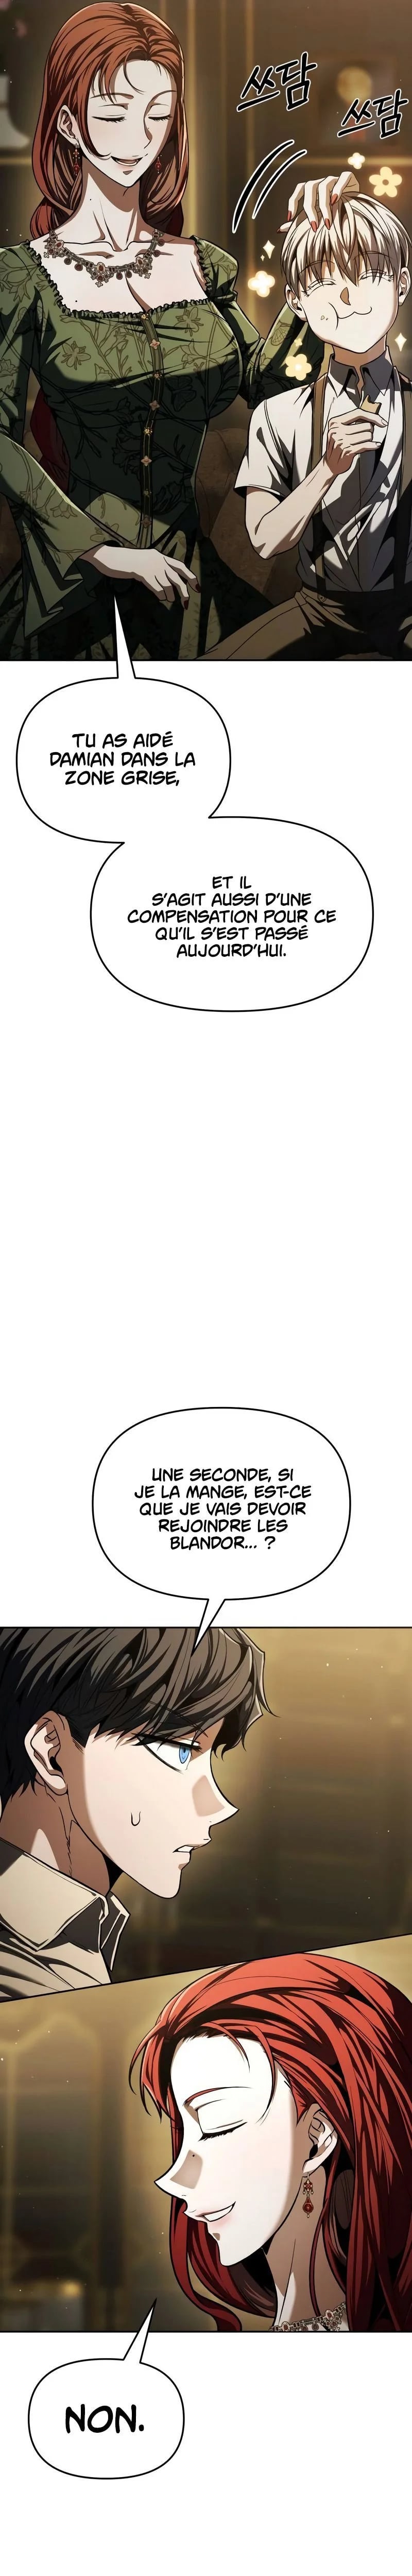 쓰담
쓰담
TU AS AIDÉ
DAMIAN DANS LA
ZONE GRISE,
ET IL
S'AGIT AUSSI D'UNE
COMPENSATION POUR CE
QU'IL S'EST PASSÉ
AUJOURD'HUI.
UNE SECONDE, SI
JE LA MANGE, EST-CE
QUE JE VAIS DEVOIR
REJOINDRE LES
BLANDOR... ?
NON.